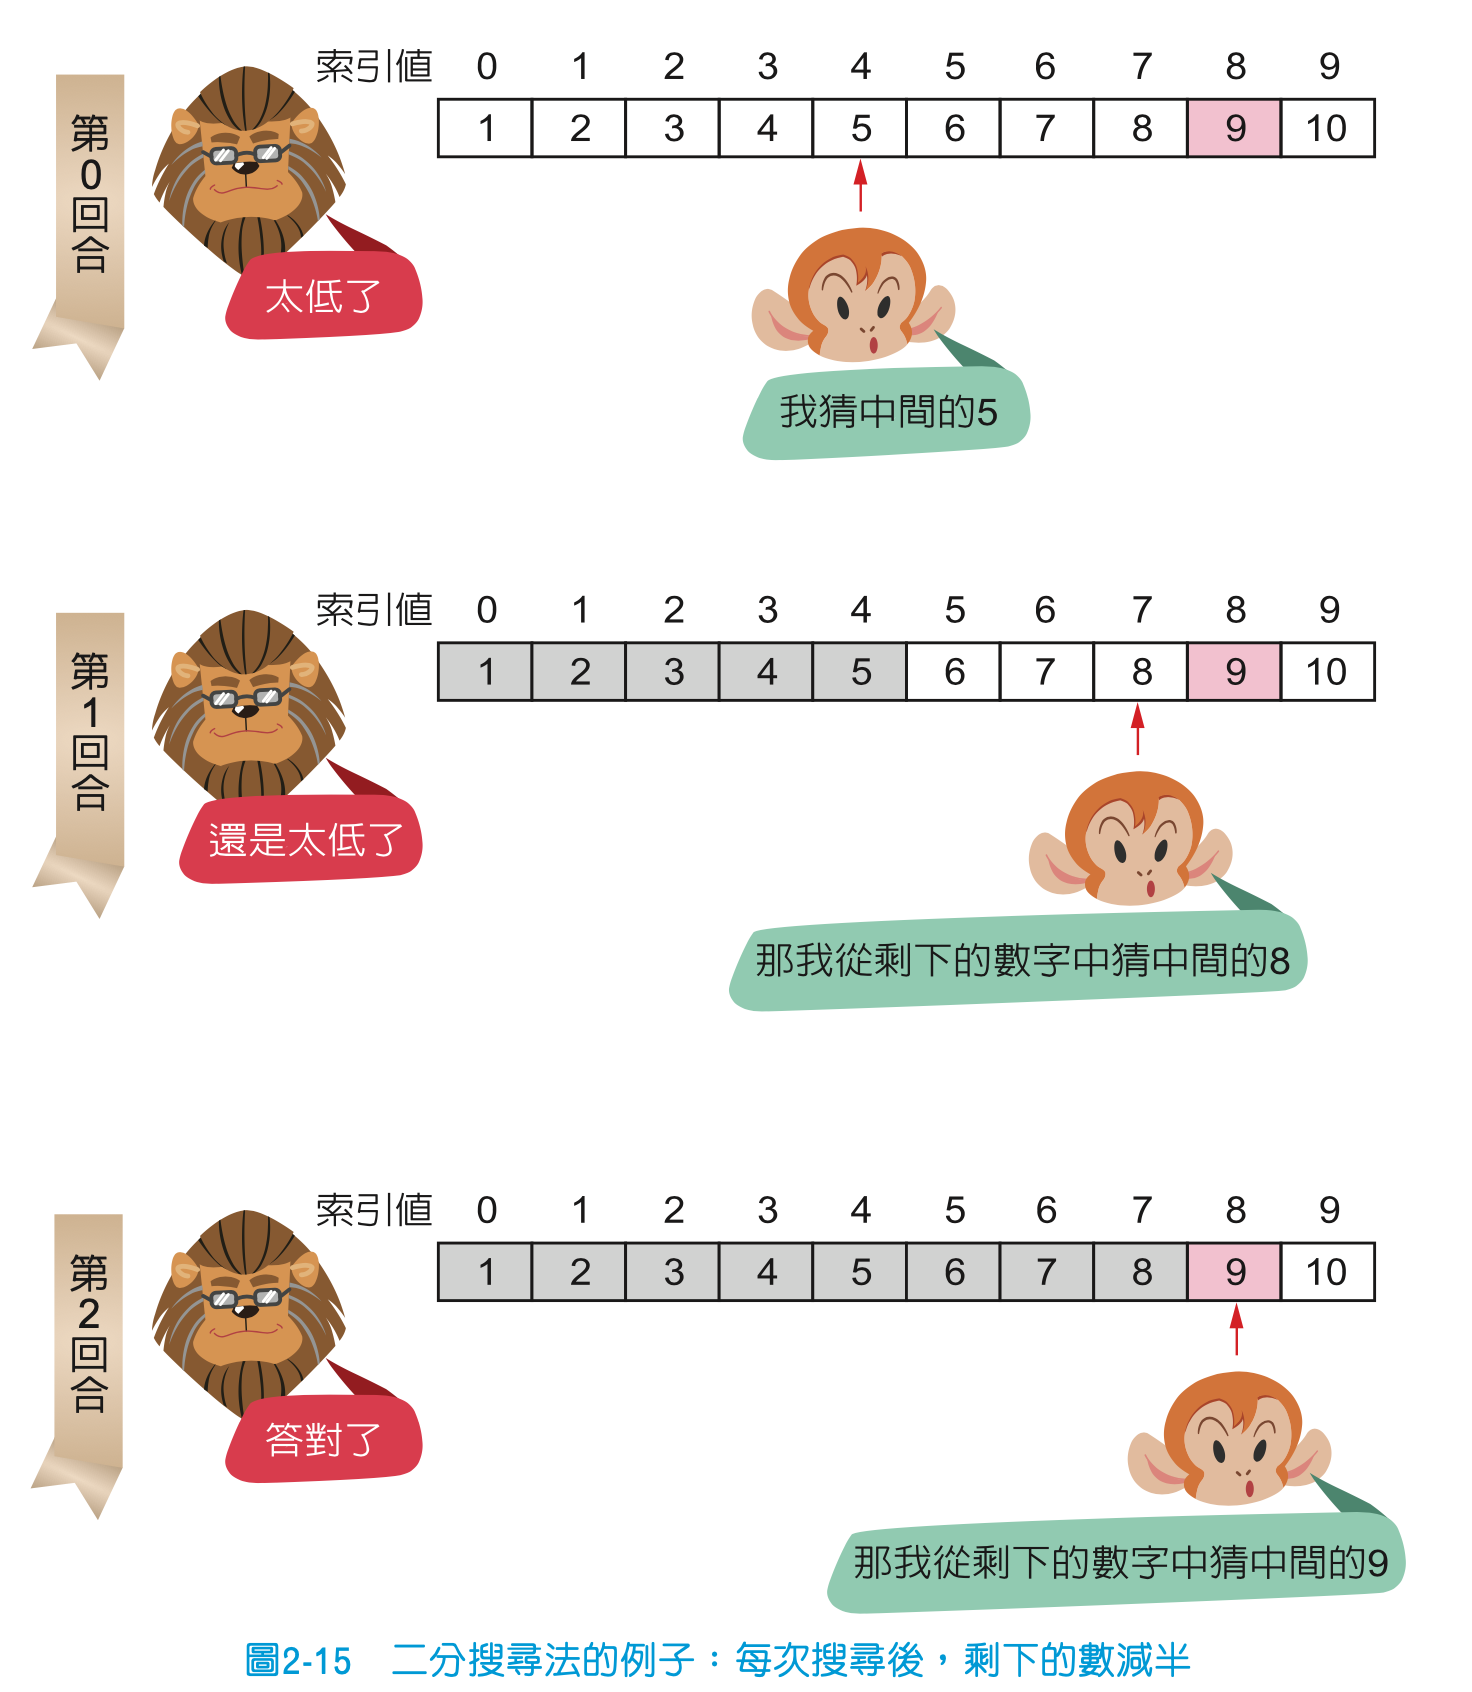 第0回合
索引值 0 1 2 3 4 5 6 7 8 9
1 2 3 4 5 6 7 8 9 10
太低了
我猜中間的5
第1回合
索引值 0 1 2 3 4 5 6 7 8 9
1 2 3 4 5 6 7 8 9 10
還是太低了
那我從剩下的數字中猜中間的8
第2回合
索引值 0 1 2 3 4 5 6 7 8 9
1 2 3 4 5 6 7 8 9 10
答對了
那我從剩下的數字中猜中間的9
圖2-15 二分搜尋法的例子：每次搜尋後，剩下的數減半